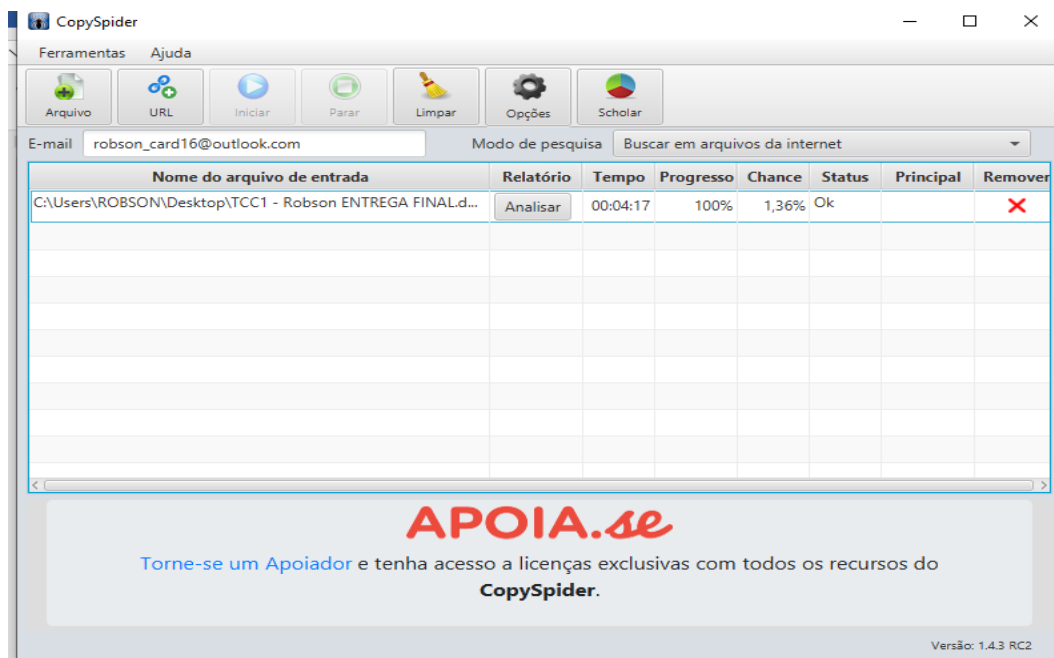 CopySpider
Ferramentas Ajuda
Arquivo URL Iniciar Parar Limpar Opções Scholar
E-mail robson_card16@outlook.com Modo de pesquisa Buscar em arquivos da internet
Nome do arquivo de entrada Relatório Tempo Progresso Chance Status Principal Remover
C:\Users\ROBSON\Desktop\TCC1 - Robson ENTREGA FINAL.d... Analisar 00:04:17 100% 1,36% Ok
APOIA.se
Torne-se um Apoiador e tenha acesso a licenças exclusivas com todos os recursos do
CopySpider.
Versão: 1.4.3 RC2